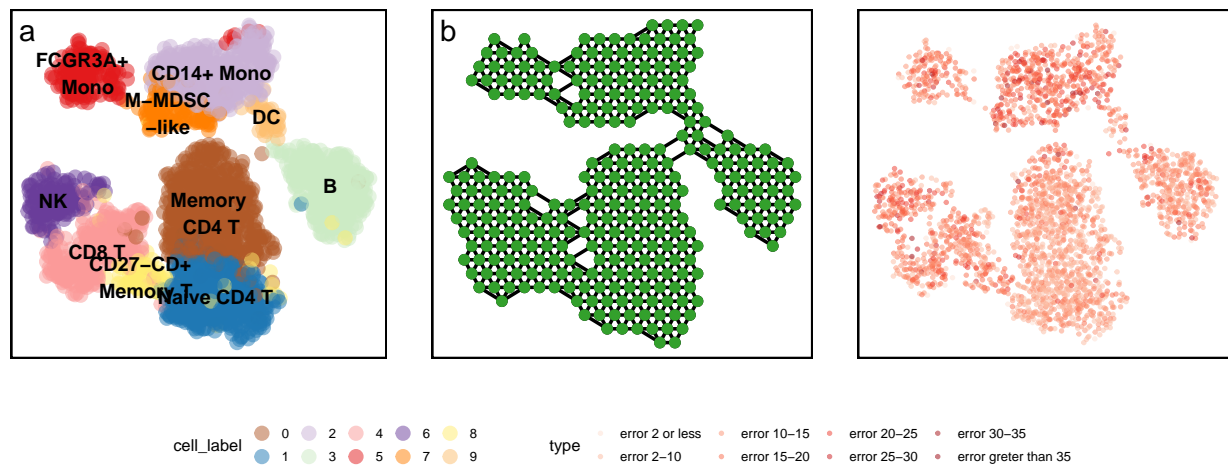 a
FCGR3A+
Mono
CD14+ Mono
M−MDSC
−like
DC
NK
Memory
CD4 T
B
CD8 T
CD27−CD+
Memory T
Naive CD4 T
b
cell_label
0 2 4 6 8
1 3 5 7 9
type
error 2 or less error 10−15 error 20−25 error 30−35
error 2−10 error 15−20 error 25−30 error greter than 35